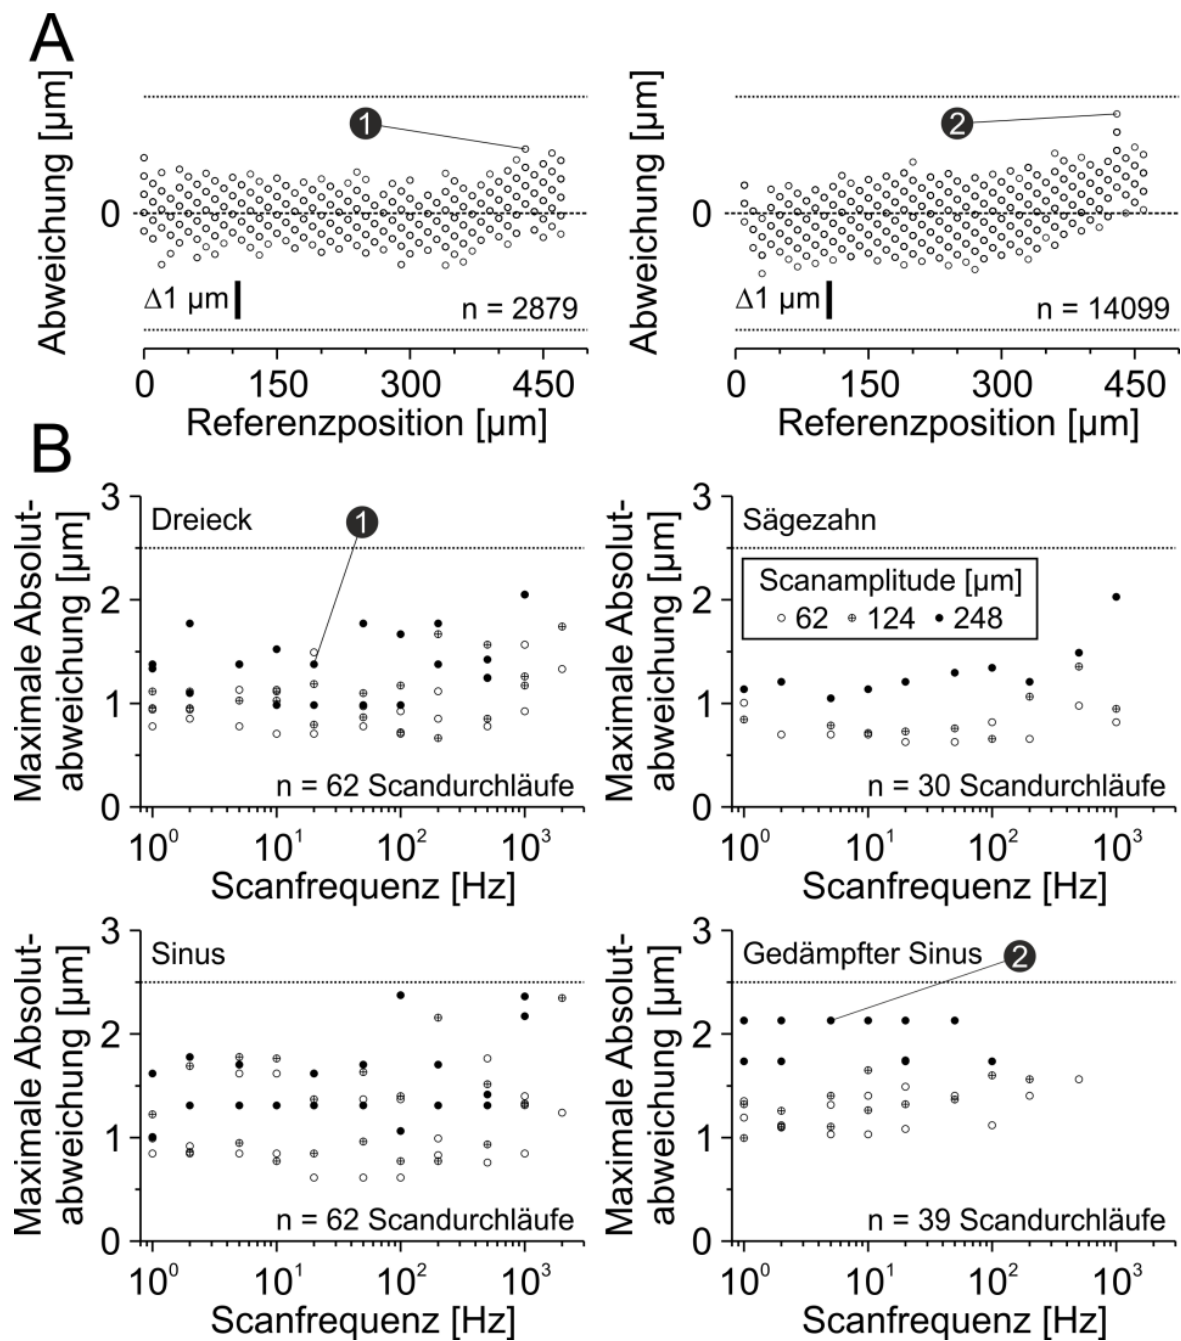 A
Abweichung [µm]
0
1
Δ1 µm
n = 2879
0 150 300 450
Referenzposition [µm]
Abweichung [µm]
0
2
Δ1 µm
n = 14099
0 150 300 450
Referenzposition [µm]
B
Maximale Absolut-
abweichung [µm]
3
2
1
0
Dreieck
1
n = 62 Scandurchläufe
10⁰ 10¹ 10² 10³
Scanfrequenz [Hz]
Maximale Absolut-
abweichung [µm]
3
2
1
0
Sägezahn
Scanamplitude [µm]
62 124 248
n = 30 Scandurchläufe
10⁰ 10¹ 10² 10³
Scanfrequenz [Hz]
Maximale Absolut-
abweichung [µm]
3
2
1
0
Sinus
n = 62 Scandurchläufe
10⁰ 10¹ 10² 10³
Scanfrequenz [Hz]
Maximale Absolut-
abweichung [µm]
3
2
1
0
Gedämpfter Sinus
2
n = 39 Scandurchläufe
10⁰ 10¹ 10² 10³
Scanfrequenz [Hz]